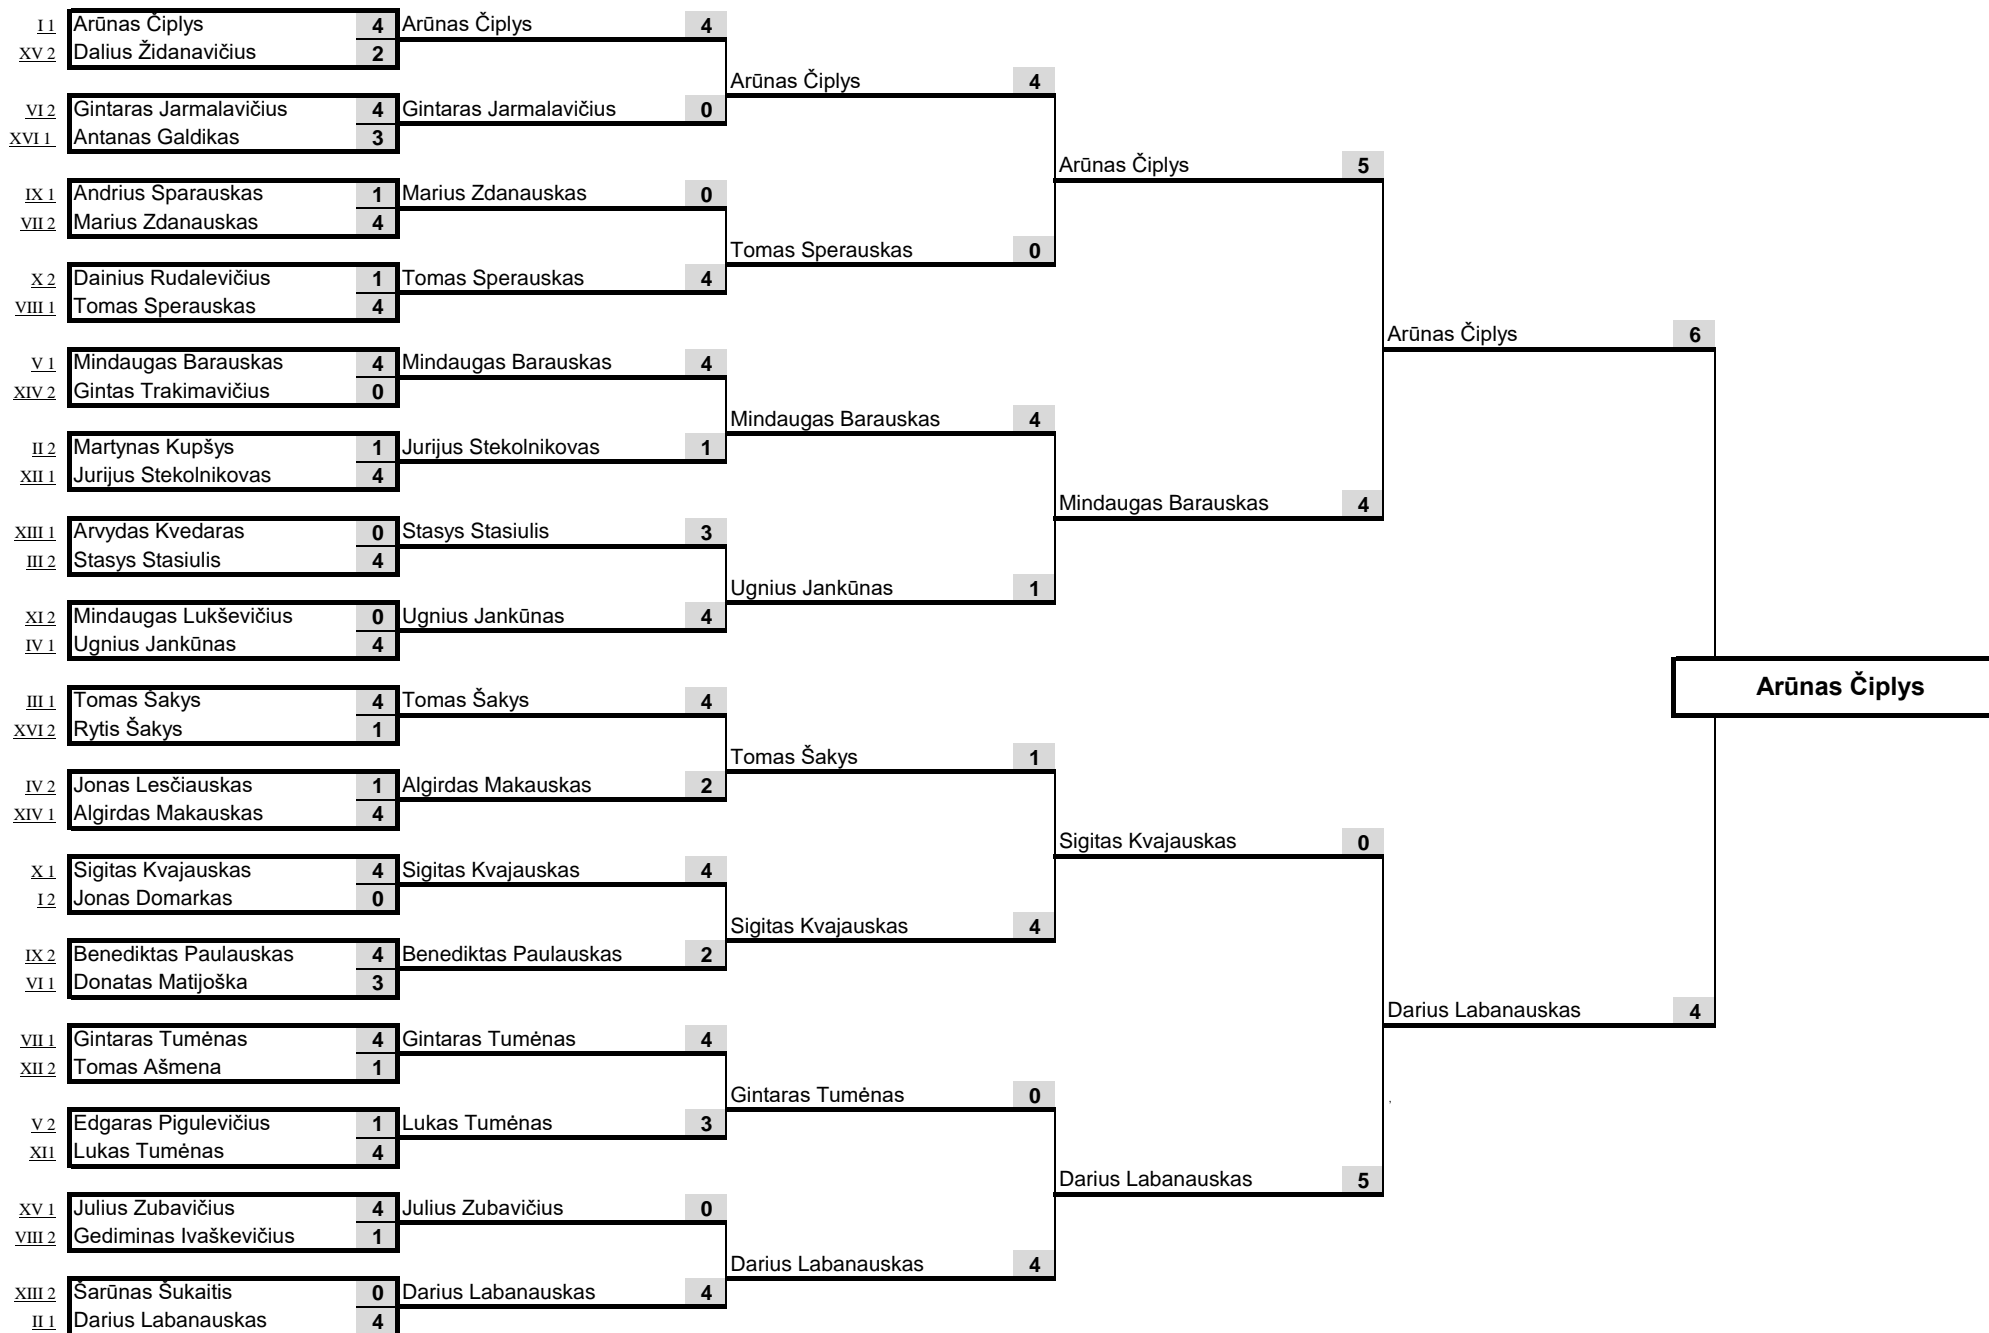 I 1 Arūnas Čiplys 4 Arūnas Čiplys 4
XV 2 Dalius Židanavičius 2
Arūnas Čiplys 4
VI 2 Gintaras Jarmalavičius 4 Gintaras Jarmalavičius 0
XVI 1 Antanas Galdikas 3
Arūnas Čiplys 5
IX 1 Andrius Sparauskas 1 Marius Zdanauskas 0
VII 2 Marius Zdanauskas 4
Tomas Sperauskas 0
X 2 Dainius Rudalevičius 1 Tomas Sperauskas 4
VIII 1 Tomas Sperauskas 4
Arūnas Čiplys 6
V 1 Mindaugas Barauskas 4 Mindaugas Barauskas 4
XIV 2 Gintas Trakimavičius 0
Mindaugas Barauskas 4
II 2 Martynas Kupšys 1 Jurijus Stekolnikovas 1
XII 1 Jurijus Stekolnikovas 4
Mindaugas Barauskas 4
XIII 1 Arvydas Kvedaras 0 Stasys Stasiulis 3
III 2 Stasys Stasiulis 4
Ugnius Jankūnas 1
XI 2 Mindaugas Lukševičius 0 Ugnius Jankūnas 4
IV 1 Ugnius Jankūnas 4
Arūnas Čiplys
III 1 Tomas Šakys 4 Tomas Šakys 4
XVI 2 Rytis Šakys 1
Tomas Šakys 1
IV 2 Jonas Lesčiauskas 1 Algirdas Makauskas 2
XIV 1 Algirdas Makauskas 4
Sigitas Kvajauskas 0
X 1 Sigitas Kvajauskas 4 Sigitas Kvajauskas 4
I 2 Jonas Domarkas 0
Sigitas Kvajauskas 4
IX 2 Benediktas Paulauskas 4 Benediktas Paulauskas 2
VI 1 Donatas Matijoška 3
Darius Labanauskas 4
VII 1 Gintaras Tumėnas 4 Gintaras Tumėnas 4
XII 2 Tomas Ašmena 1
Gintaras Tumėnas 0
V 2 Edgaras Pigulevičius 1 Lukas Tumėnas 3
XI1 Lukas Tumėnas 4
Darius Labanauskas 5
XV 1 Julius Zubavičius 4 Julius Zubavičius 0
VIII 2 Gediminas Ivaškevičius 1
Darius Labanauskas 4
XIII 2 Šarūnas Šukaitis 0 Darius Labanauskas 4
II 1 Darius Labanauskas 4